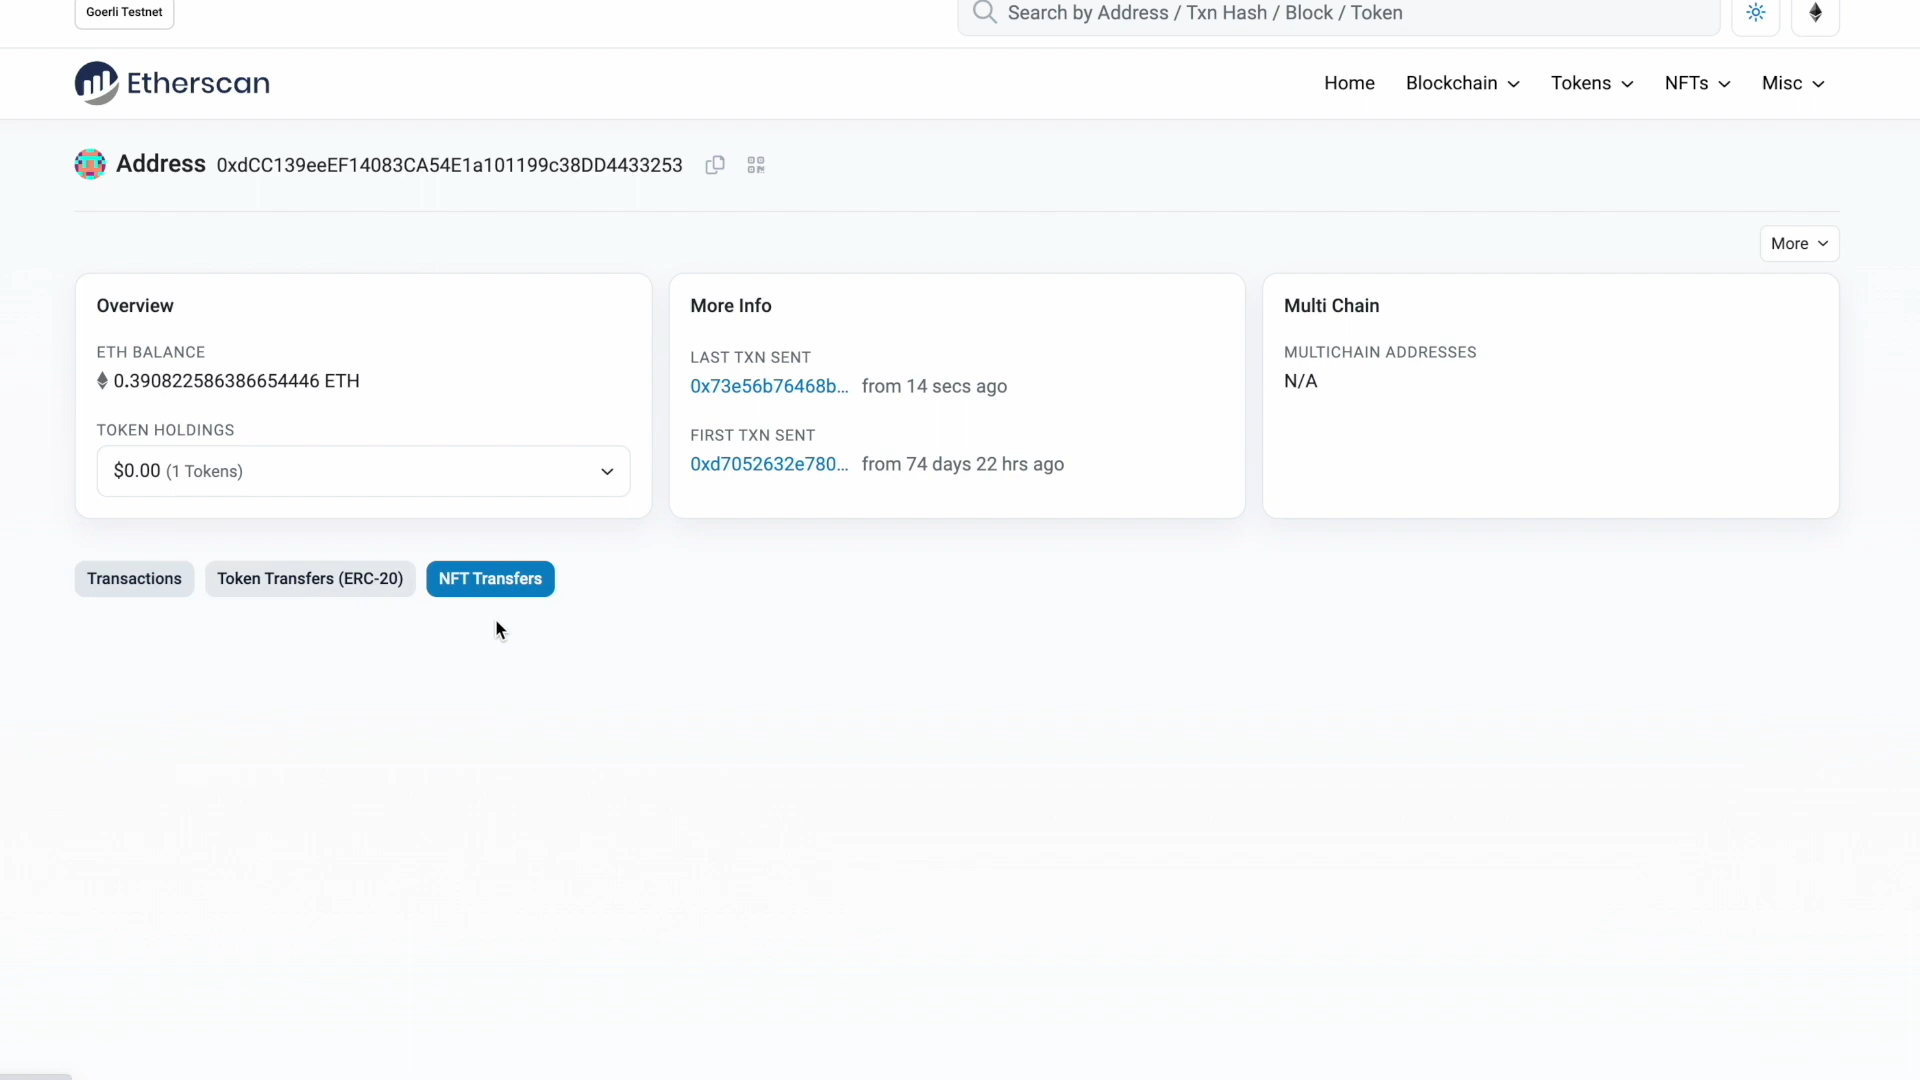 Goerli Testnet
Search by Address / Txn Hash / Block / Token
Etherscan
Home Blockchain Tokens NFTs Misc
Address 0xdCC139eeEF14083CA54E1a101199c38DD4433253
More
Overview
ETH BALANCE
0.390822586386654446 ETH
TOKEN HOLDINGS
$0.00 (1 Tokens)
More Info
LAST TXN SENT
0x73e56b76468b... from 14 secs ago
FIRST TXN SENT
0xd7052632e780... from 74 days 22 hrs ago
Multi Chain
MULTICHAIN ADDRESSES
N/A
Transactions Token Transfers (ERC-20) NFT Transfers